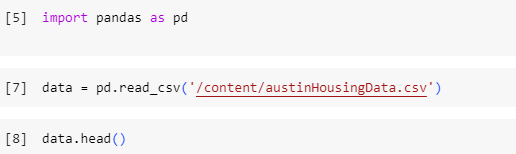 [5] import pandas as pd
[7] data = pd.read_csv('/content/austinHousingData.csv')
[8] data.head()